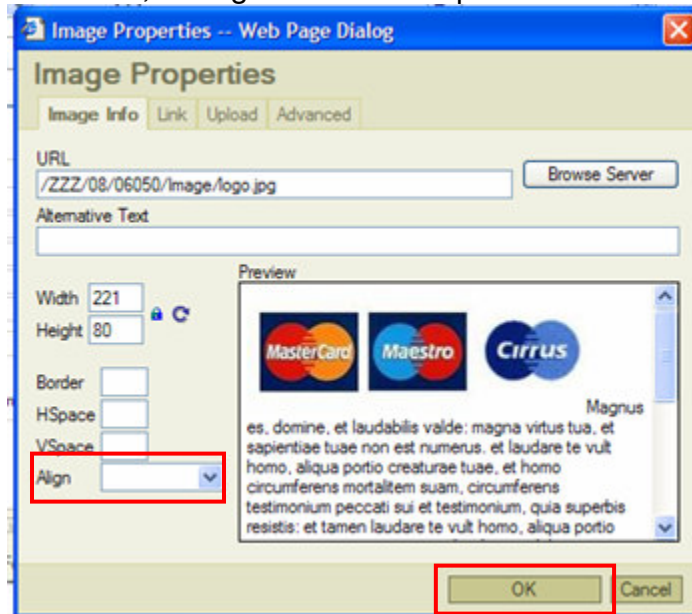 Image Properties -- Web Page Dialog
Image Properties
Image Info Link Upload Advanced
URL
/ZZZ/08/06050/Image/logo.jpg
Browse Server
Alternative Text
Preview
Width 221
Height 80
Border
HSpace
VSpace
Align
MasterCard Maestro Cirrus
Magnus
es, domine, et laudabilis valde: magna virtus tua, et
sapientiae tuae non est numerus. et laudare te vult
homo, aliqua portio creaturae tuae, et homo
circumferens mortalitem suam, circumferens
testimonium peccati sui et testimonium, quia superbis
resistis: et tamen laudare te vult homo, aliqua portio
OK Cancel